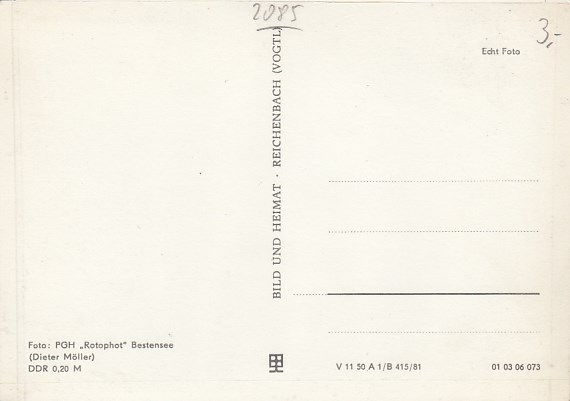 2085
3,-
Echt Foto
BILD UND HEIMAT · REICHENBACH (VOGTL)
Foto: PGH „Rotophot" Bestensee
(Dieter Möller)
DDR 0,20 M
V 11 50 A 1/B 415/81
01 03 06 073